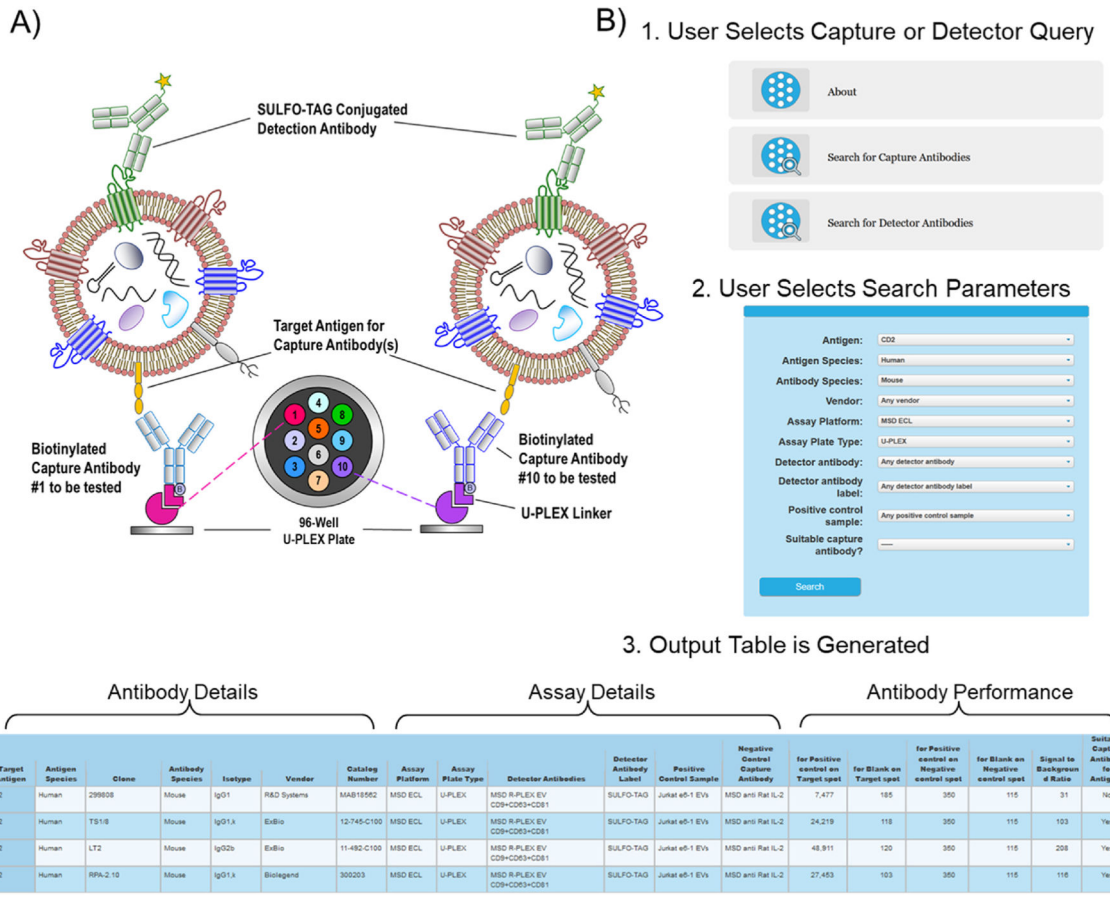 A)
SULFO-TAG Conjugated
Detection Antibody
Target Antigen for
Capture Antibody(s)
Biotinylated
Capture Antibody
#1 to be tested
B
1
2
3
4
5
6
7
8
9
10
96-Well
U-PLEX Plate
Biotinylated
Capture Antibody
#10 to be tested
B
U-PLEX Linker
B)
1. User Selects Capture or Detector Query
About
Search for Capture Antibodies
Search for Detector Antibodies
2. User Selects Search Parameters
Antigen: CD2
Antigen Species: Human
Antibody Species: Mouse
Vendor: Any vendor
Assay Platform: MSD ECL
Assay Plate Type: U-PLEX
Detector antibody: Any detector antibody
Detector antibody label: Any detector antibody label
Positive control sample: Any positive control sample
Suitable capture antibody? -----
Search
3. Output Table is Generated
Antibody Details Assay Details Antibody Performance
Antigen Species Clone Antibody Species Isotype Vendor Catalog Number Assay Platform Assay Plate Type Detector Antibodies Detector Antibody Label Positive Control Sample Negative Control Capture Antibody for Positive control on Target spot for Blank on Target spot for Positive control on Negative control spot for Blank on Negative control spot Signal to Background Ratio
Human 299808 Mouse IgG1 R&D Systems MAB18562 MSD ECL U-PLEX MSD R-PLEX EV CD9+CD63+CD81 SULFO-TAG Jurkat e6-1 EVs MSD anti Rat IL-2 7,477 185 350 115 31
Human TS1/8 Mouse IgG1,k ExBio 12-745-C100 MSD ECL U-PLEX MSD R-PLEX EV CD9+CD63+CD81 SULFO-TAG Jurkat e6-1 EVs MSD anti Rat IL-2 24,219 118 350 115 103
Human LT2 Mouse IgG2b ExBio 11-492-C100 MSD ECL U-PLEX MSD R-PLEX EV CD9+CD63+CD81 SULFO-TAG Jurkat e6-1 EVs MSD anti Rat IL-2 48,911 120 350 115 208
Human RPA-2.10 Mouse IgG1,k Biolegend 300203 MSD ECL U-PLEX MSD R-PLEX EV CD9+CD63+CD81 SULFO-TAG Jurkat e6-1 EVs MSD anti Rat IL-2 27,453 103 350 115 116